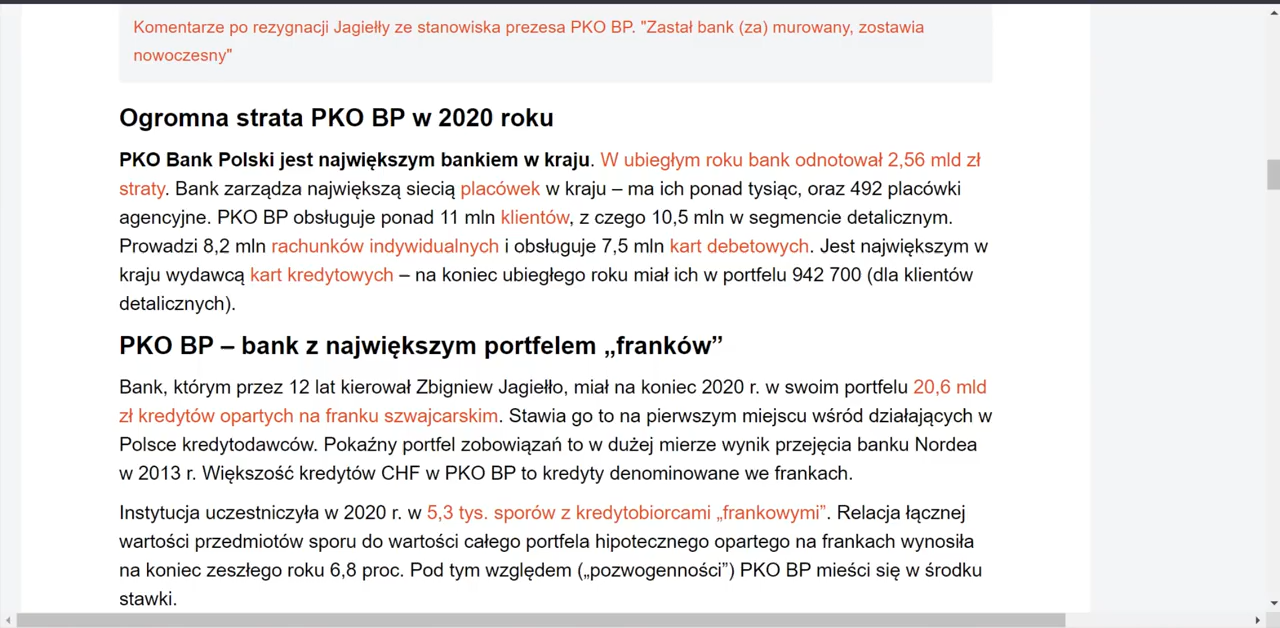 Komentarze po rezygnacji Jagiełły ze stanowiska prezesa PKO BP. "Zastał bank (za) murowany, zostawia
nowoczesny"
Ogromna strata PKO BP w 2020 roku
PKO Bank Polski jest największym bankiem w kraju. W ubiegłym roku bank odnotował 2,56 mld zł
straty. Bank zarządza największą siecią placówek w kraju – ma ich ponad tysiąc, oraz 492 placówki
agencyjne. PKO BP obsługuje ponad 11 mln klientów, z czego 10,5 mln w segmencie detalicznym.
Prowadzi 8,2 mln rachunków indywidualnych i obsługuje 7,5 mln kart debetowych. Jest największym w
kraju wydawcą kart kredytowych – na koniec ubiegłego roku miał ich w portfelu 942 700 (dla klientów
detalicznych).
PKO BP – bank z największym portfelem „franków”
Bank, którym przez 12 lat kierował Zbigniew Jagiełło, miał na koniec 2020 r. w swoim portfelu 20,6 mld
zł kredytów opartych na franku szwajcarskim. Stawia go to na pierwszym miejscu wśród działających w
Polsce kredytodawców. Pokaźny portfel zobowiązań to w dużej mierze wynik przejęcia banku Nordea
w 2013 r. Większość kredytów CHF w PKO BP to kredyty denominowane we frankach.
Instytucja uczestniczyła w 2020 r. w 5,3 tys. sporów z kredytobiorcami „frankowymi”. Relacja łącznej
wartości przedmiotów sporu do wartości całego portfela hipotecznego opartego na frankach wynosiła
na koniec zeszłego roku 6,8 proc. Pod tym względem („pozwogenności”) PKO BP mieści się w środku
stawki.